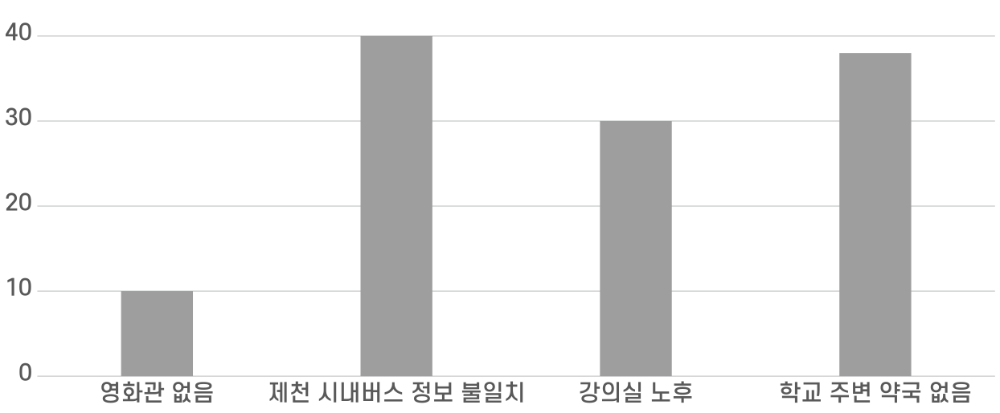 40
30
20
10
0
영화관 없음
제천 시내버스 정보 불일치
강의실 노후
학교 주변 약국 없음